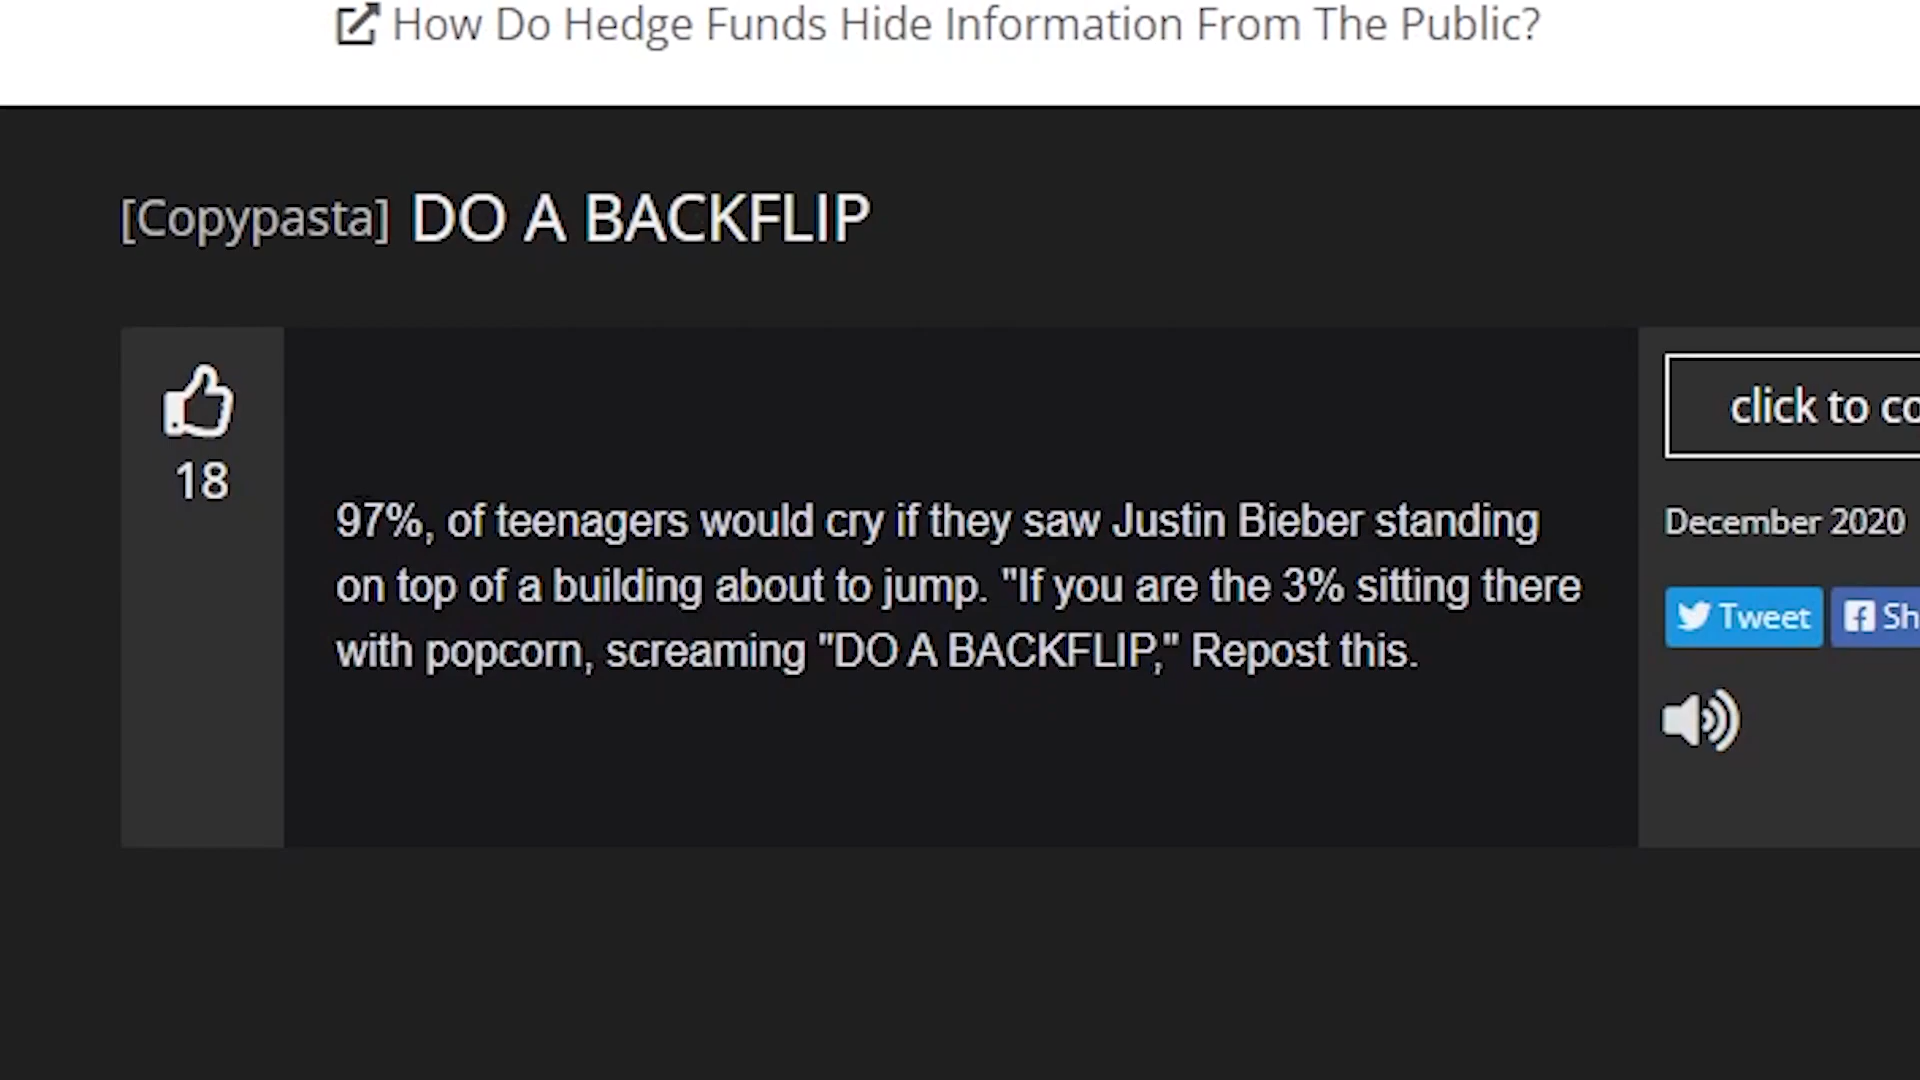 How Do Hedge Funds Hide Information From The Public?
[Copypasta] DO A BACKFLIP
18
97%, of teenagers would cry if they saw Justin Bieber standing
on top of a building about to jump. "If you are the 3% sitting there
with popcorn, screaming "DO A BACKFLIP," Repost this.
click to co
December 2020
Tweet
Sh